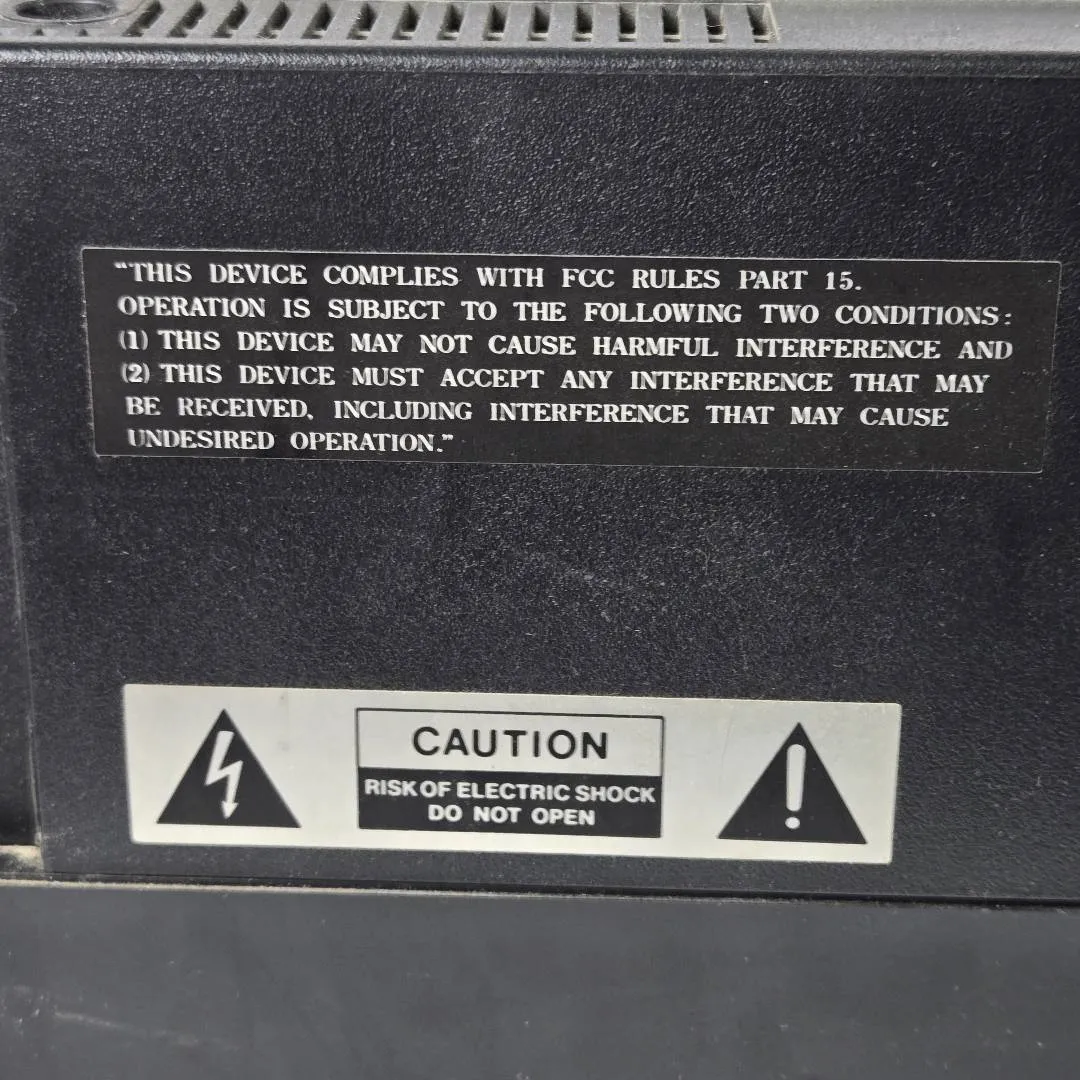 “THIS DEVICE COMPLIES WITH FCC RULES PART 15.
OPERATION IS SUBJECT TO THE FOLLOWING TWO CONDITIONS:
(1) THIS DEVICE MAY NOT CAUSE HARMFUL INTERFERENCE AND
(2) THIS DEVICE MUST ACCEPT ANY INTERFERENCE THAT MAY
BE RECEIVED, INCLUDING INTERFERENCE THAT MAY CAUSE
UNDESIRED OPERATION.”
CAUTION
RISK OF ELECTRIC SHOCK
DO NOT OPEN